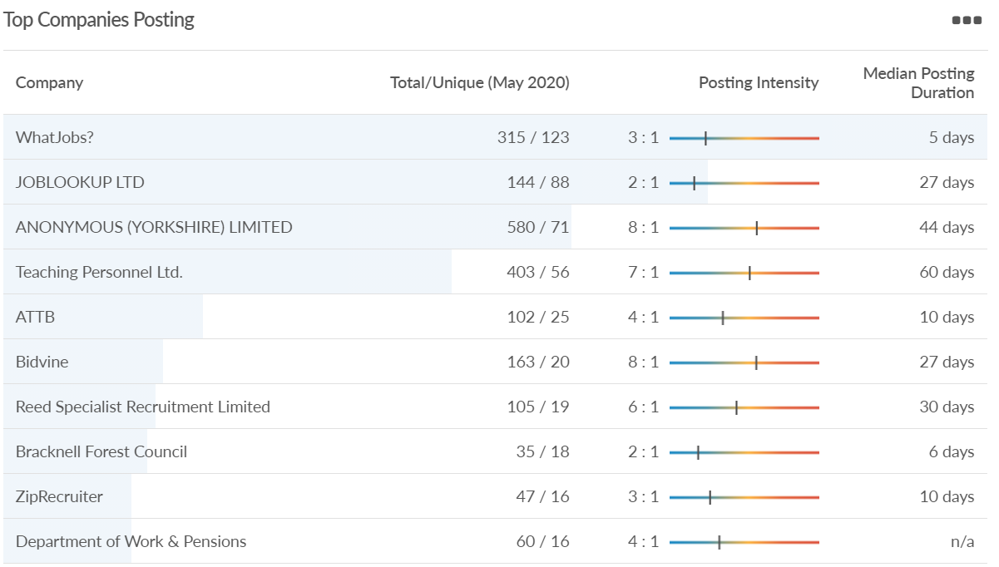 Top Companies Posting
Company Total/Unique (May 2020) Posting Intensity Median Posting Duration
WhatJobs? 315 / 123 3 : 1 5 days
JOBLOOKUP LTD 144 / 88 2 : 1 27 days
ANONYMOUS (YORKSHIRE) LIMITED 580 / 71 8 : 1 44 days
Teaching Personnel Ltd. 403 / 56 7 : 1 60 days
ATTB 102 / 25 4 : 1 10 days
Bidvine 163 / 20 8 : 1 27 days
Reed Specialist Recruitment Limited 105 / 19 6 : 1 30 days
Bracknell Forest Council 35 / 18 2 : 1 6 days
ZipRecruiter 47 / 16 3 : 1 10 days
Department of Work & Pensions 60 / 16 4 : 1 n/a